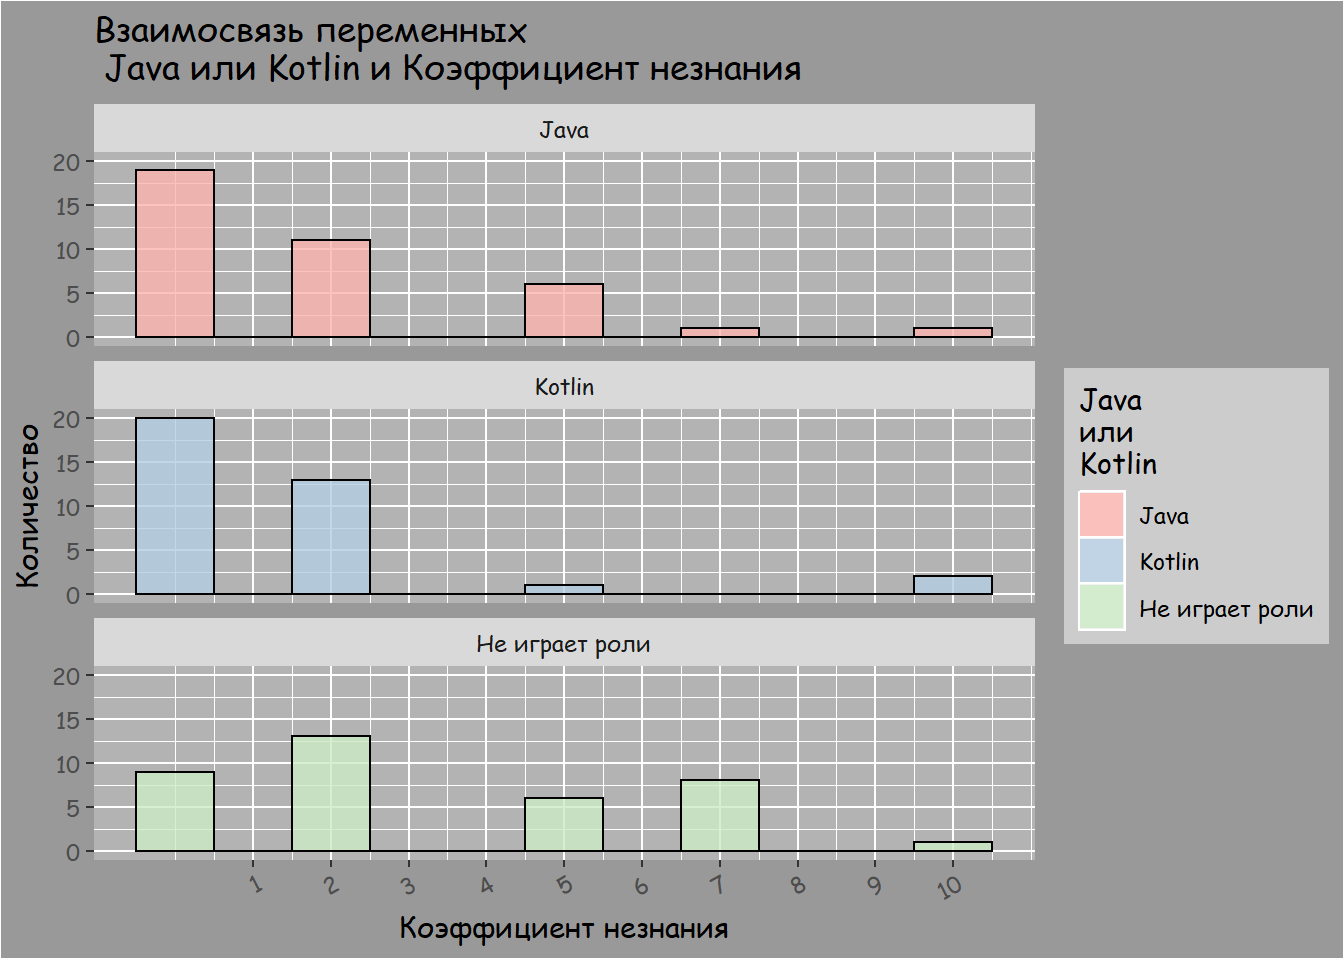 Взаимосвязь переменных
Java или Kotlin и Коэффициент незнания
Java
20
15
10
5
0
Kotlin
20
15
10
5
0
Не играет роли
20
15
10
5
0
1 2 3 4 5 6 7 8 9 10
Коэффициент незнания
Количество
Java
или
Kotlin
Java
Kotlin
Не играет роли